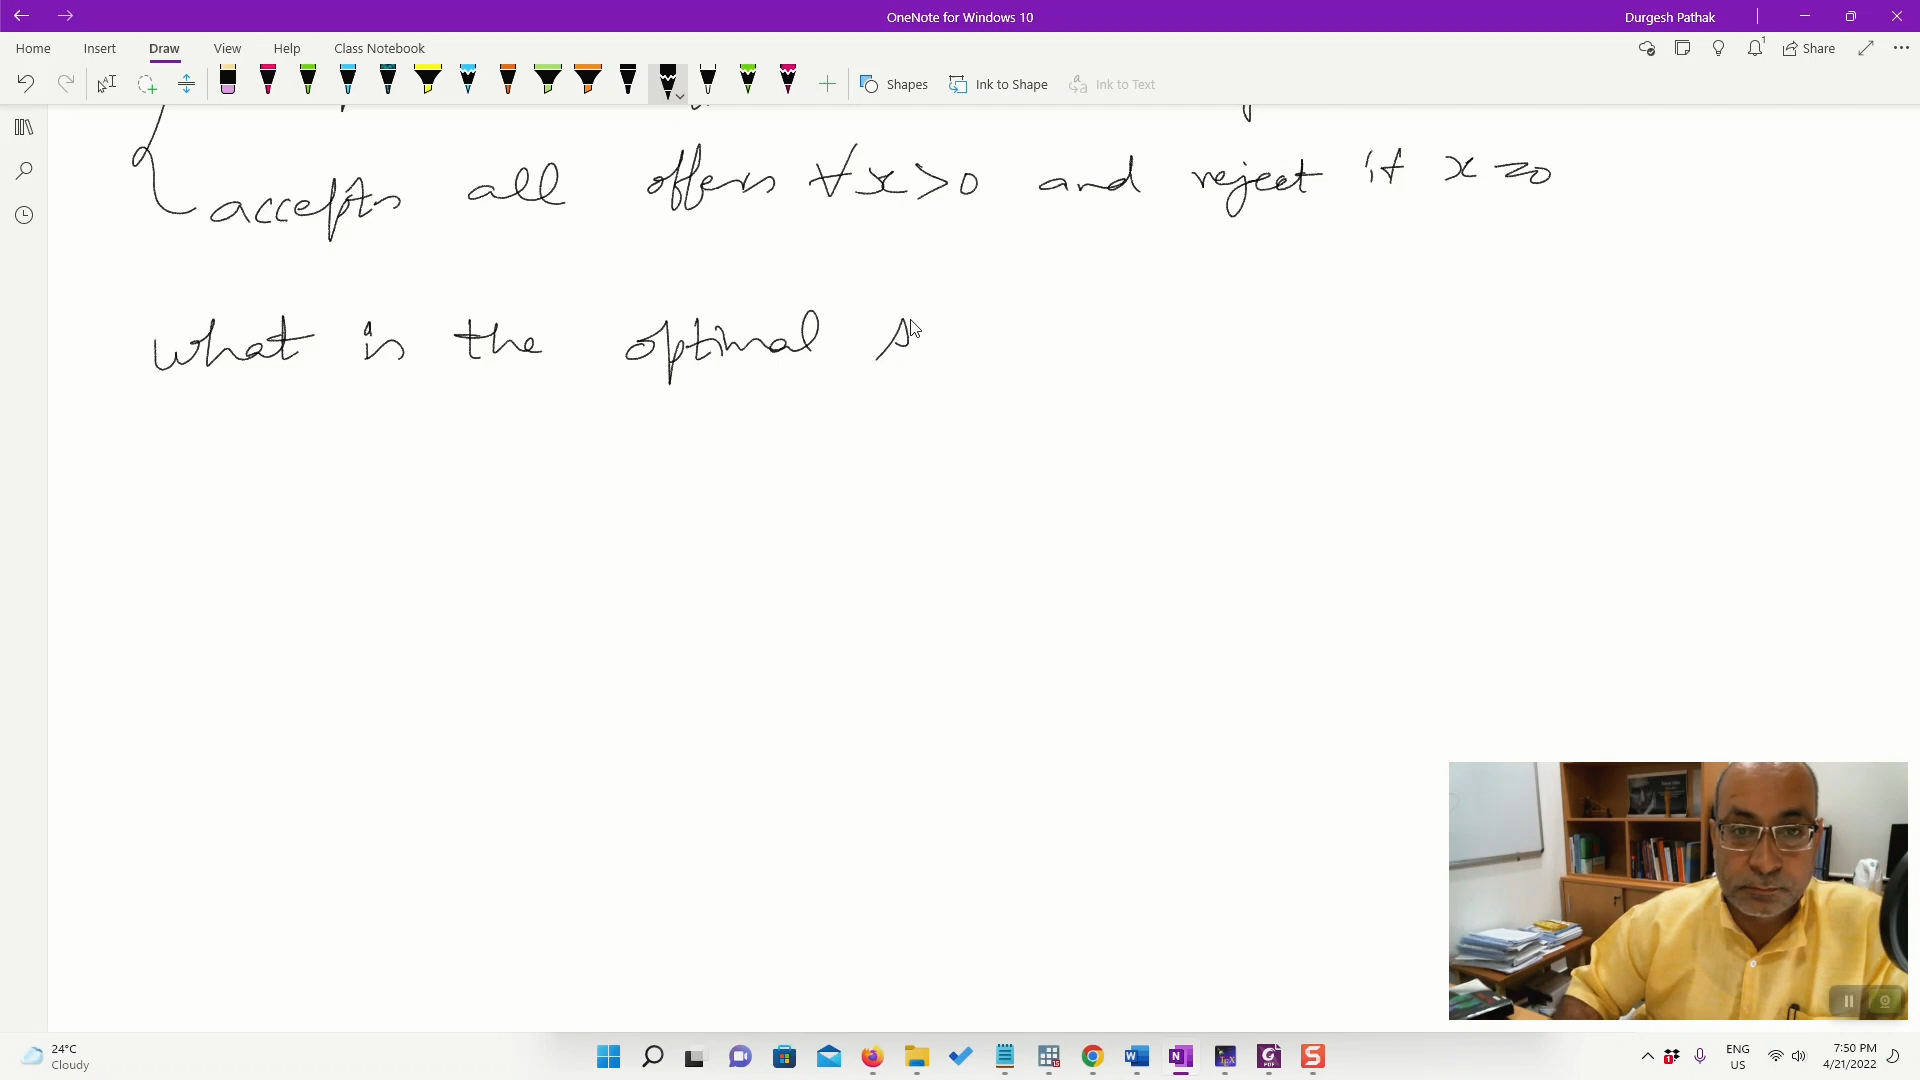 OneNote for Windows 10
Durgesh Pathak
Home Insert Draw View Help Class Notebook
1 Share
Shapes Ink to Shape Ink to Text
accepts all offers ∀x>0 and reject if x=0
what is the optimal s
24°C
Cloudy
ENG
US
7:50 PM
4/21/2022